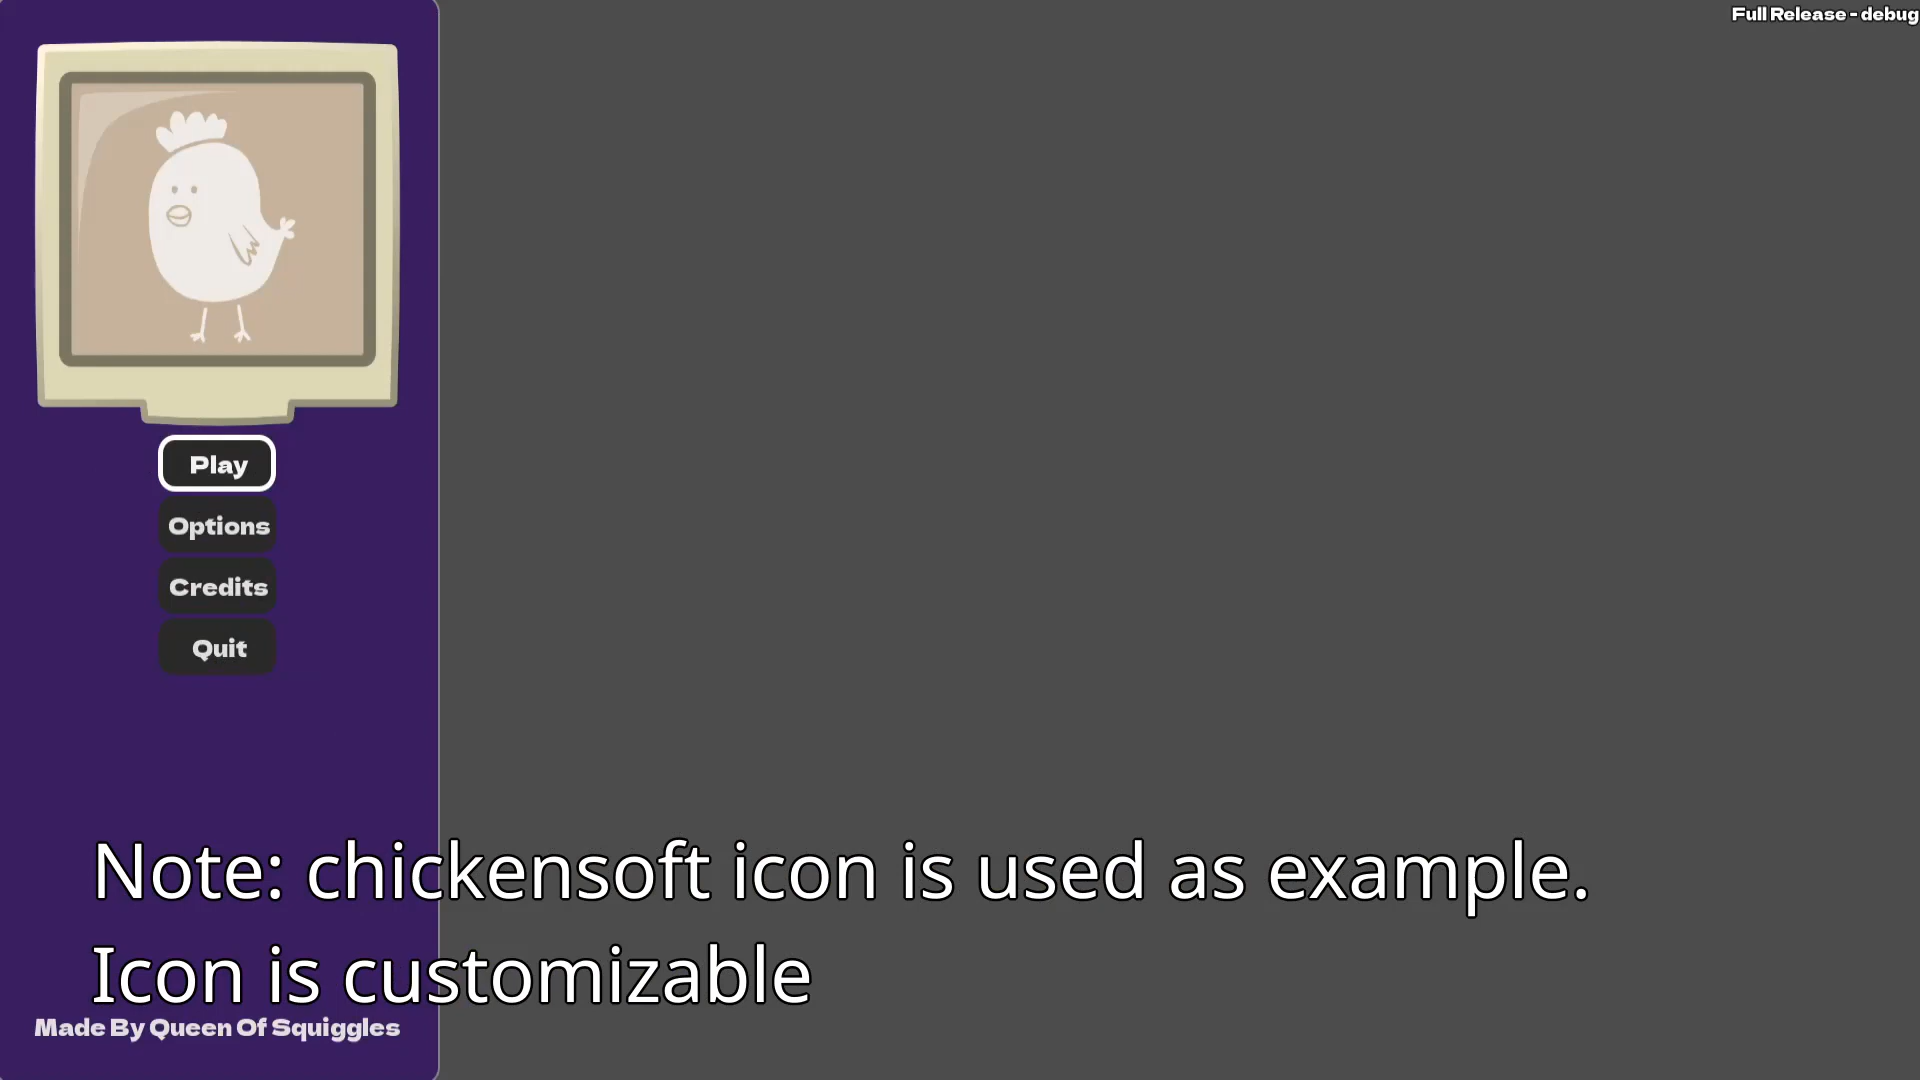 Full Release - debug
Play
Options
Credits
Quit
Note: chickensoft icon is used as example.
Icon is customizable
Made By Queen Of Squiggles